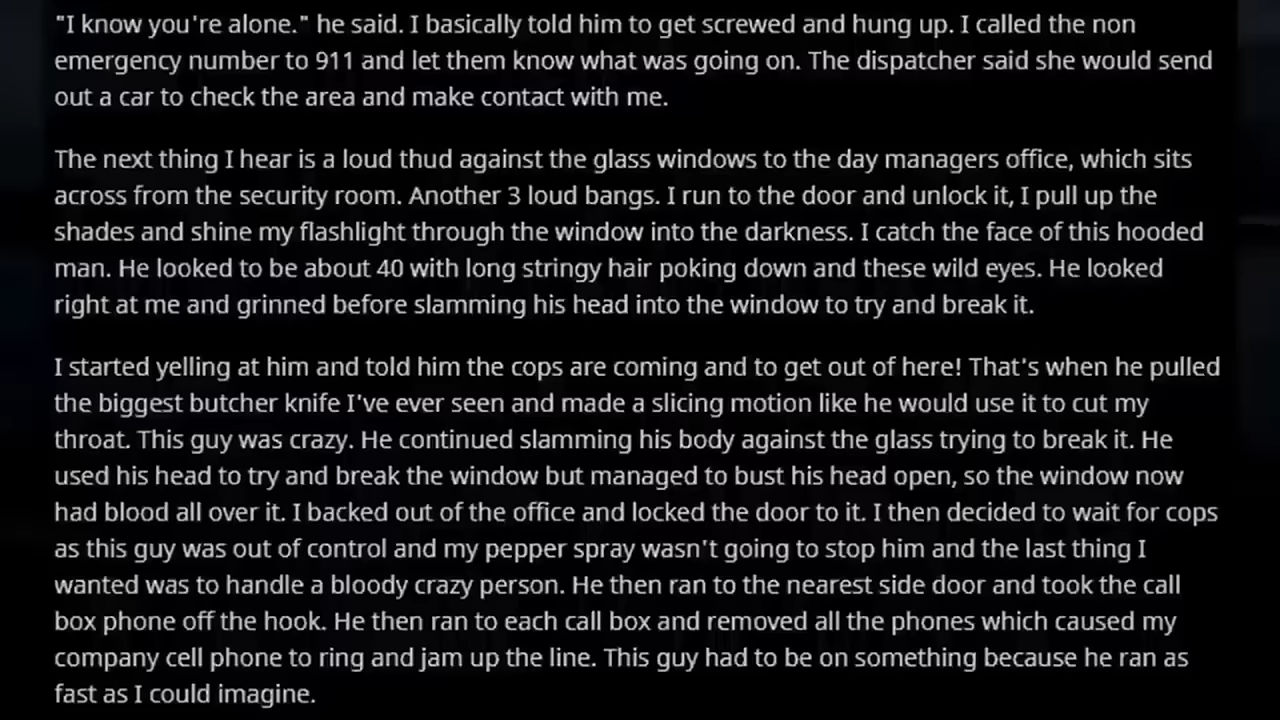 "I know you're alone." he said. I basically told him to get screwed and hung up. I called the non
emergency number to 911 and let them know what was going on. The dispatcher said she would send
out a car to check the area and make contact with me.
The next thing I hear is a loud thud against the glass windows to the day managers office, which sits
across from the security room. Another 3 loud bangs. I run to the door and unlock it, I pull up the
shades and shine my flashlight through the window into the darkness. I catch the face of this hooded
man. He looked to be about 40 with long stringy hair poking down and these wild eyes. He looked
right at me and grinned before slamming his head into the window to try and break it.
I started yelling at him and told him the cops are coming and to get out of here! That's when he pulled
the biggest butcher knife I've ever seen and made a slicing motion like he would use it to cut my
throat. This guy was crazy. He continued slamming his body against the glass trying to break it. He
used his head to try and break the window but managed to bust his head open, so the window now
had blood all over it. I backed out of the office and locked the door to it. I then decided to wait for cops
as this guy was out of control and my pepper spray wasn't going to stop him and the last thing I
wanted was to handle a bloody crazy person. He then ran to the nearest side door and took the call
box phone off the hook. He then ran to each call box and removed all the phones which caused my
company cell phone to ring and jam up the line. This guy had to be on something because he ran as
fast as I could imagine.